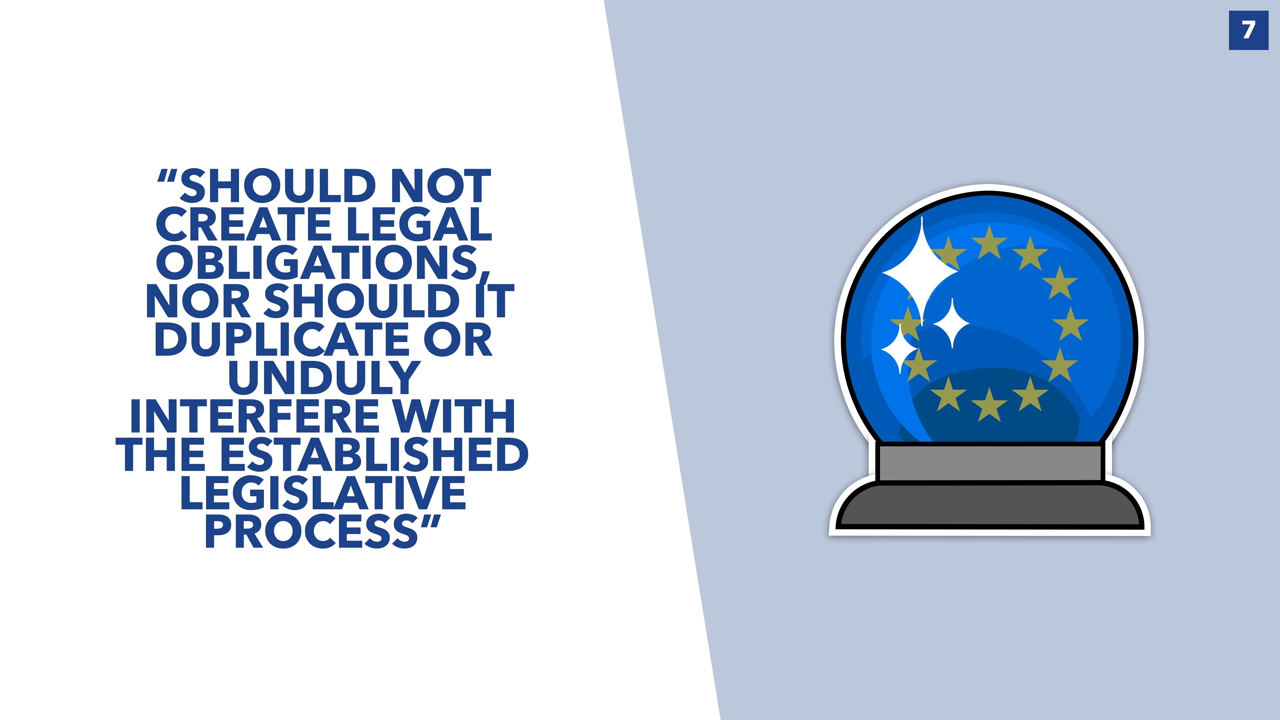 “SHOULD NOT
CREATE LEGAL
OBLIGATIONS,
NOR SHOULD IT
DUPLICATE OR
UNDULY
INTERFERE WITH
THE ESTABLISHED
LEGISLATIVE
PROCESS”
7